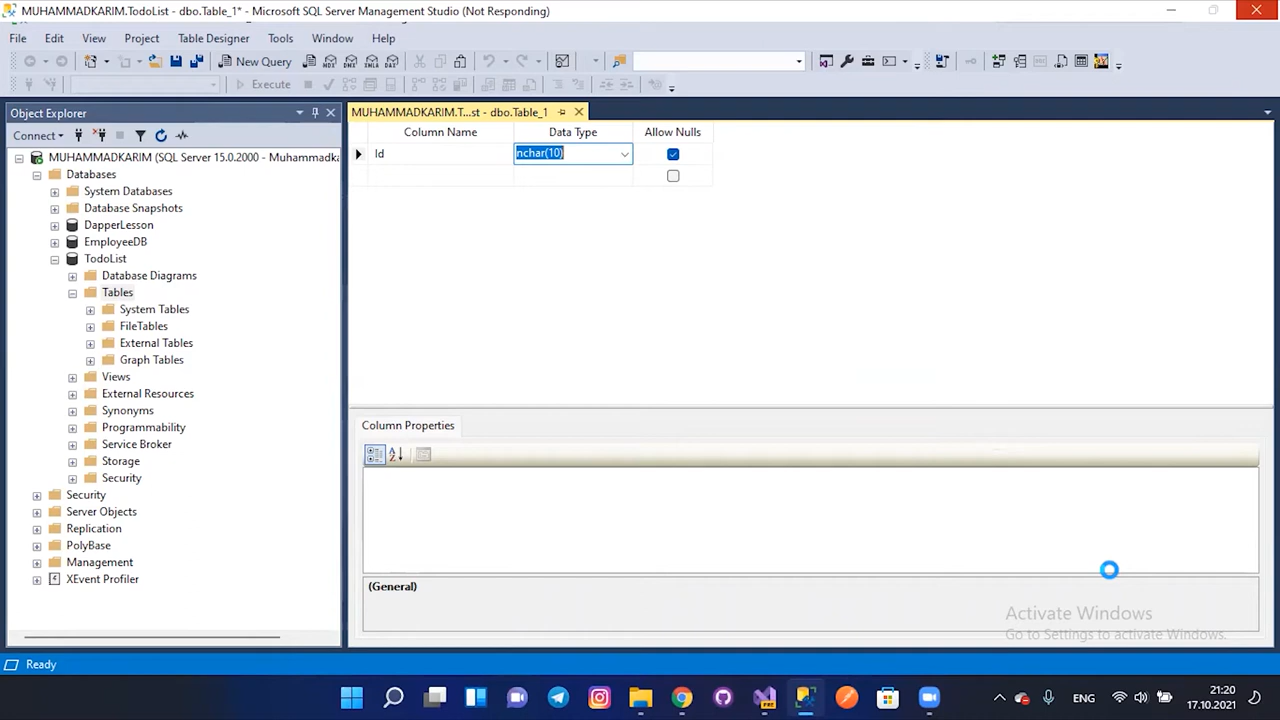 MUHAMMADKARIM.TodoList - dbo.Table_1* - Microsoft SQL Server Management Studio (Not Responding)
File Edit View Project Table Designer Tools Window Help
New Query
Execute
Object Explorer
MUHAMMADKARIM.T...st - dbo.Table_1
Connect
Column Name Data Type Allow Nulls
Id nchar(10)
MUHAMMADKARIM (SQL Server 15.0.2000 - Muhammadka
Databases
System Databases
Database Snapshots
DapperLesson
EmployeeDB
TodoList
Database Diagrams
Tables
System Tables
FileTables
External Tables
Graph Tables
Views
External Resources
Synonyms
Programmability
Service Broker
Storage
Security
Security
Server Objects
Replication
PolyBase
Management
XEvent Profiler
Column Properties
(General)
Activate Windows
Go to Settings to activate Windows.
Ready
ENG
21:20
17.10.2021